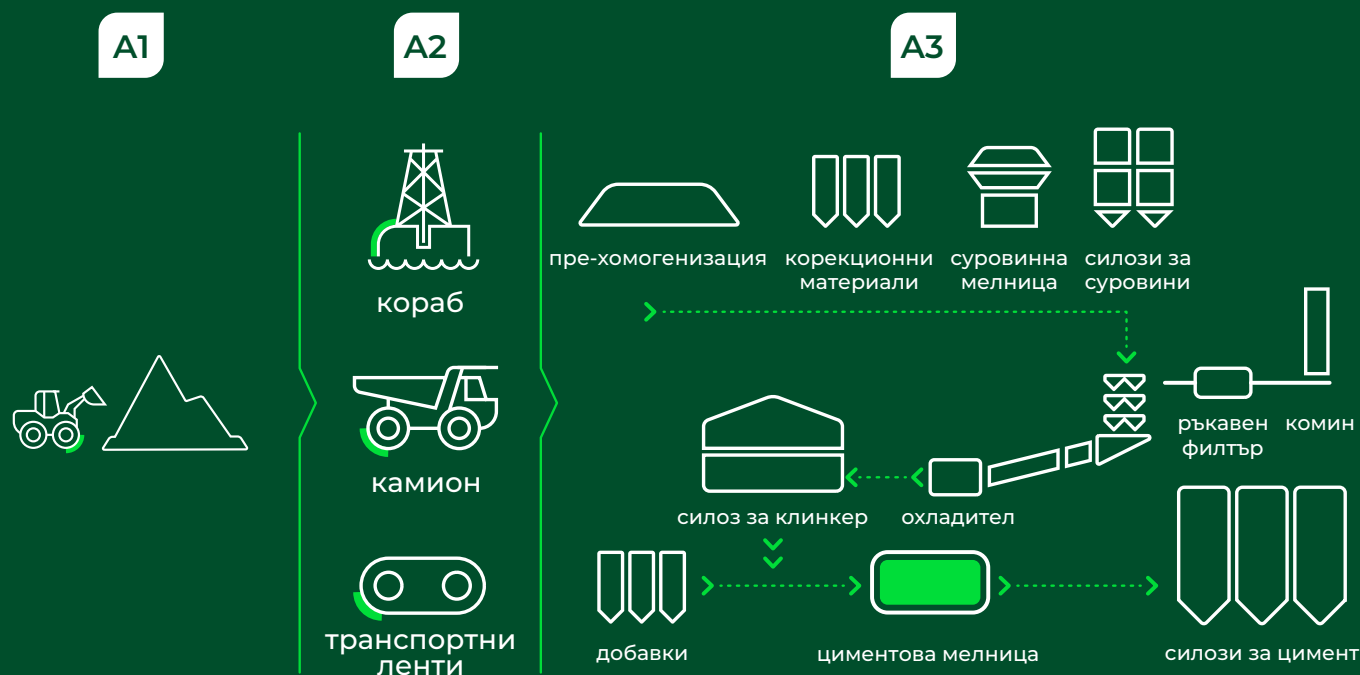 A1
A2
A3
кораб
камион
транспортни
ленти
пре-хомогенизация
корекционни
материали
суровинна
мелница
силози за
суровини
ръкавен
филтър
комин
силоз за клинкер
охладител
добавки
циментова мелница
силози за цимент